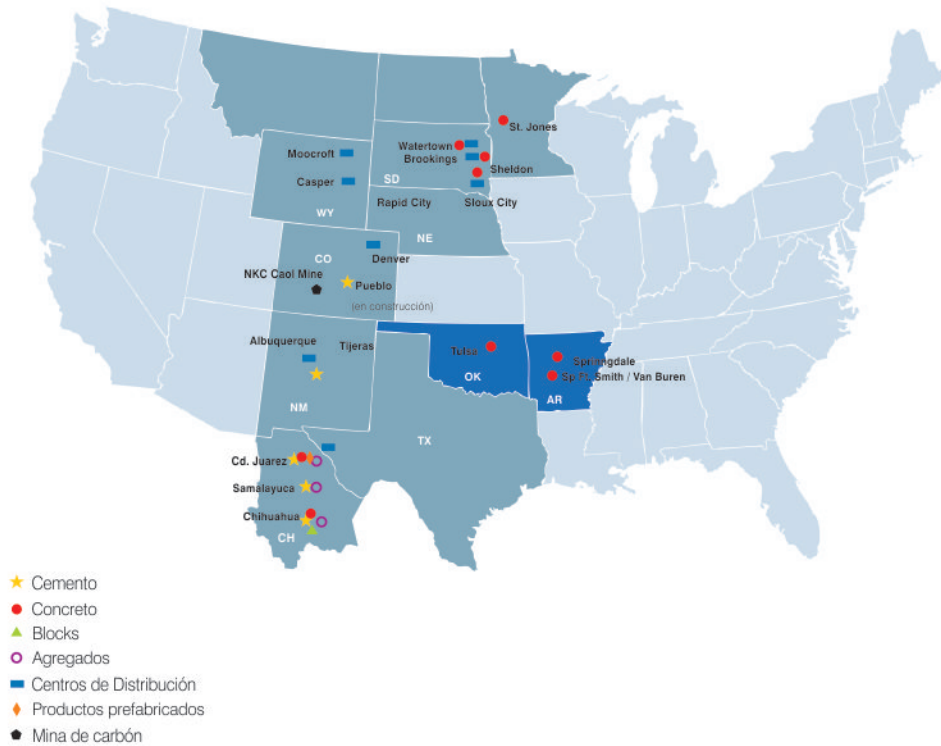 St. Jones
Watertown
Brookings
Sheldon
Moocroft
Casper
SD
WY
Rapid City
Sioux City
NE
CO
Denver
NKC Caol Mine
Pueblo
(en construcción)
Albuquerque
Tijeras
NM
Tulsa
OK
Springdale
Sp Ft. Smith / Van Buren
AR
TX
Cd. Juarez
Samalayuca
Chihuahua
CH
Cemento
Concreto
Blocks
Agregados
Centros de Distribución
Productos prefabricados
Mina de carbón